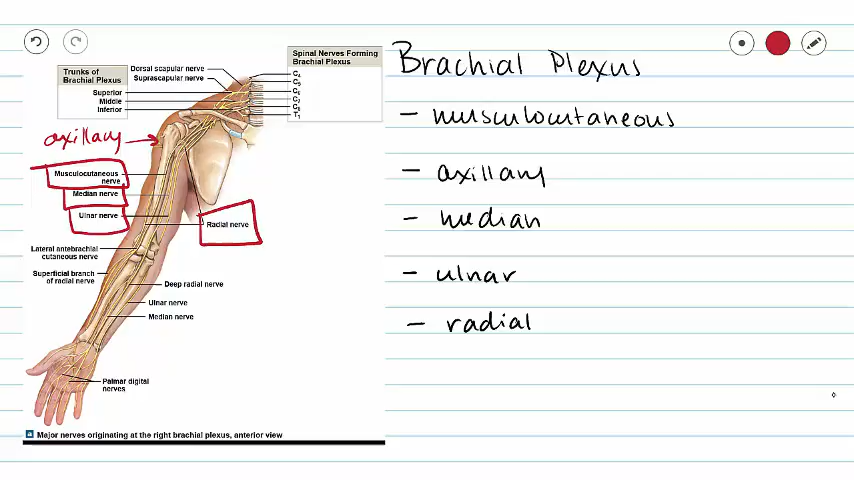 Spinal Nerves Forming
Brachial Plexus
C4
C5
C6
C7
C8
T1
Dorsal scapular nerve
Suprascapular nerve
Trunks of
Brachial Plexus
Superior
Middle
Inferior
axillary
Musculocutaneous
nerve
Median nerve
Ulnar nerve
Radial nerve
Lateral antebrachial
cutaneous nerve
Superficial branch
of radial nerve
Deep radial nerve
Ulnar nerve
Median nerve
Palmar digital
nerves
a Major nerves originating at the right brachial plexus, anterior view
Brachial Plexus
- musculocutaneous
- axillary
- median
- ulnar
- radial